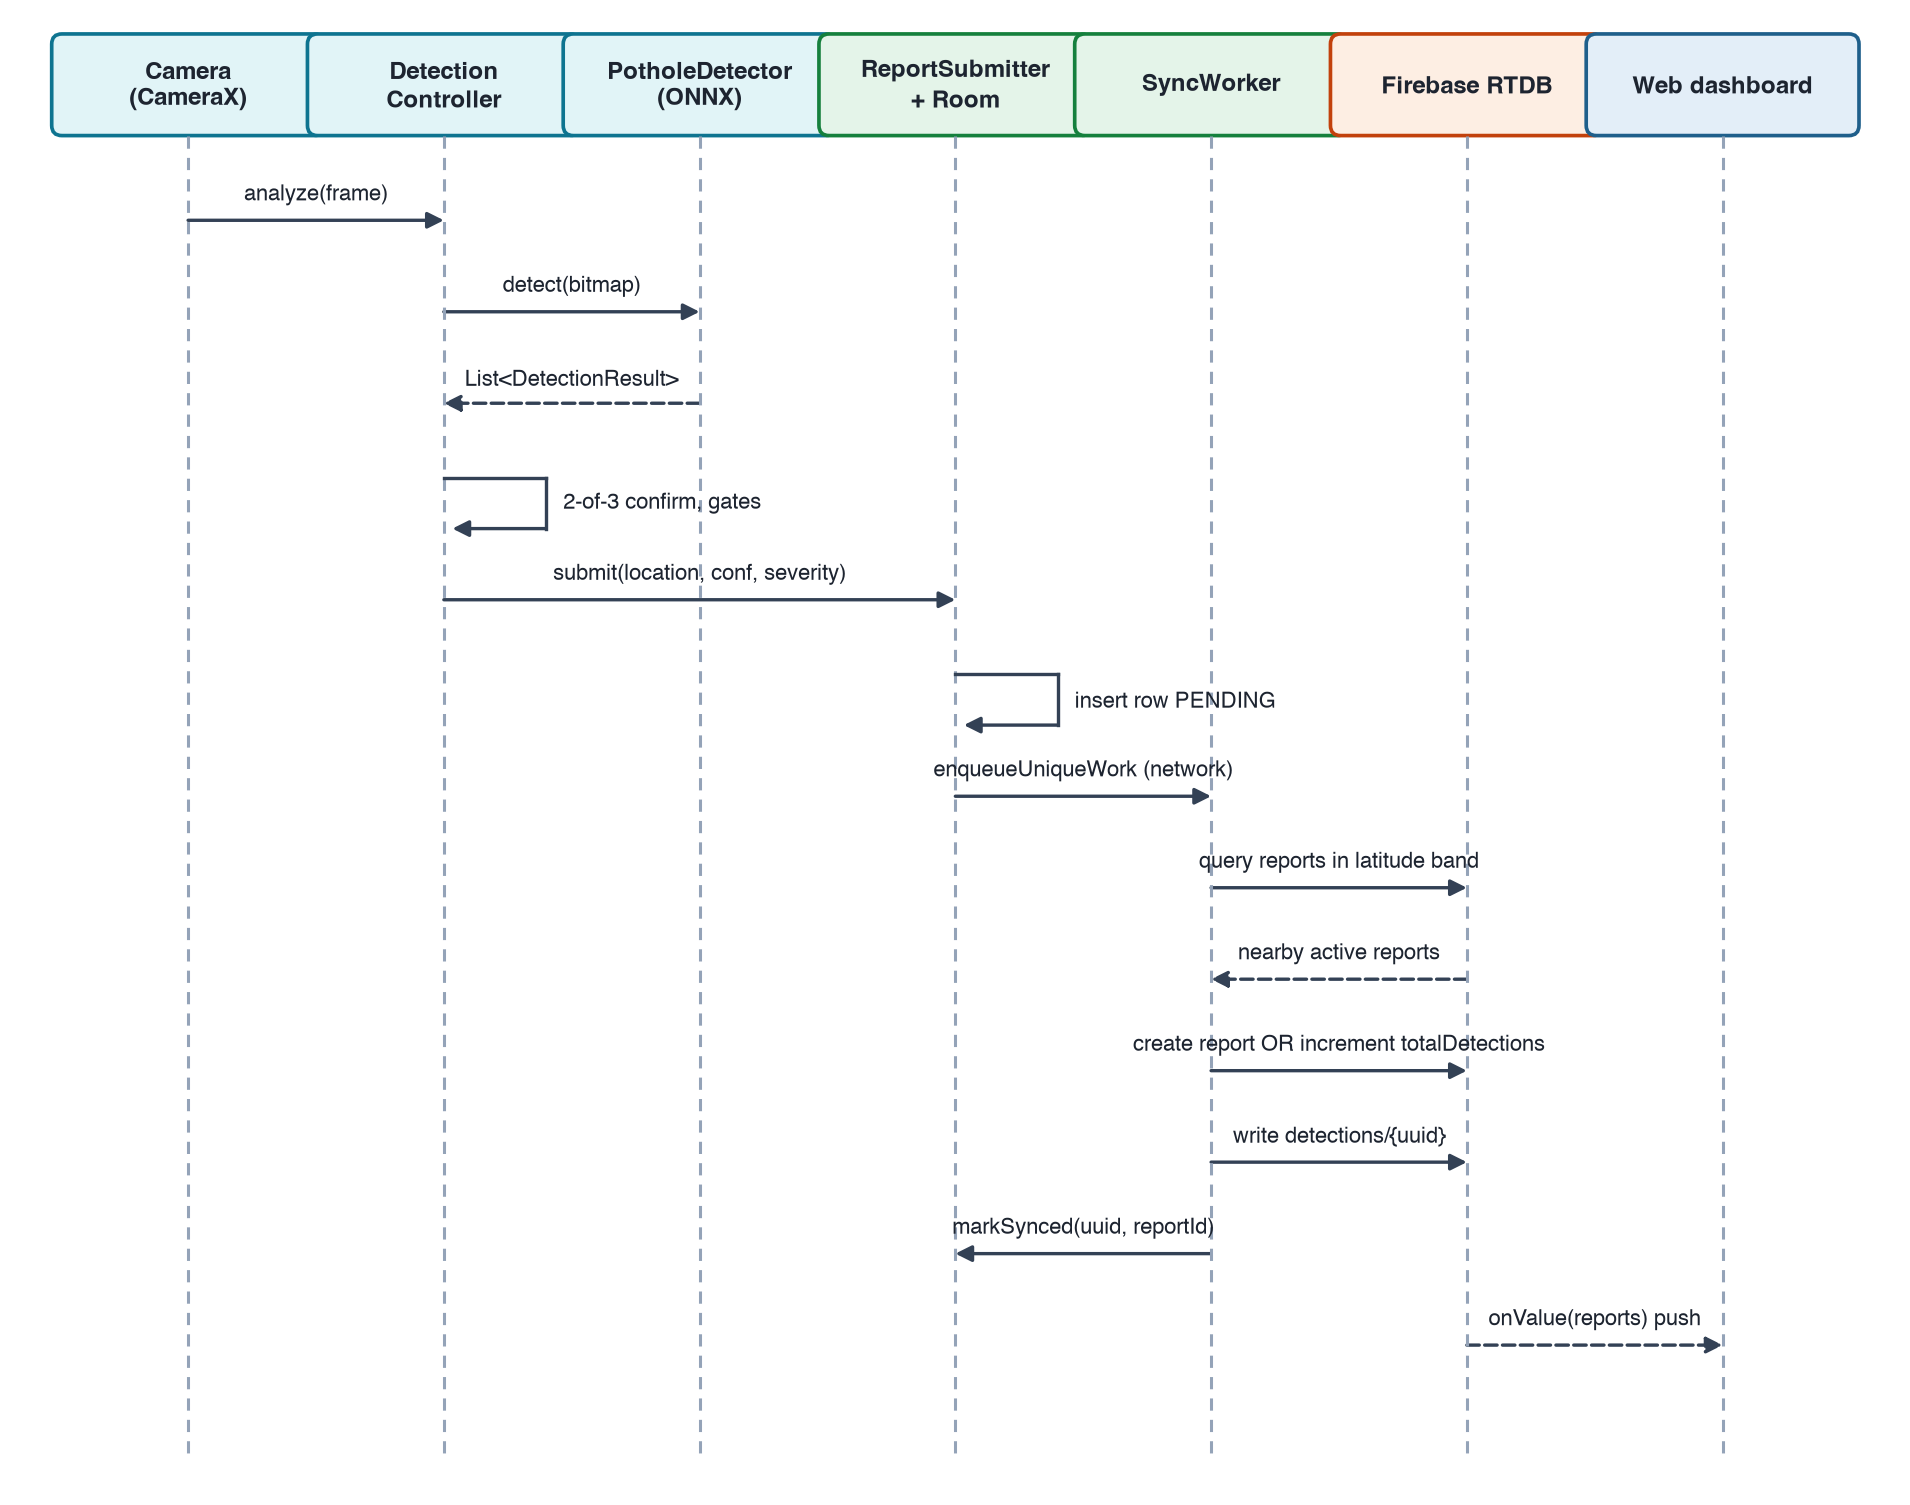 Camera
(CameraX)
Detection
Controller
PotholeDetector
(ONNX)
ReportSubmitter
+ Room
SyncWorker
Firebase RTDB
Web dashboard
analyze(frame)
detect(bitmap)
List<DetectionResult>
2-of-3 confirm, gates
submit(location, conf, severity)
insert row PENDING
enqueueUniqueWork (network)
query reports in latitude band
nearby active reports
create report OR increment totalDetections
write detections/{uuid}
markSynced(uuid, reportId)
onValue(reports) push